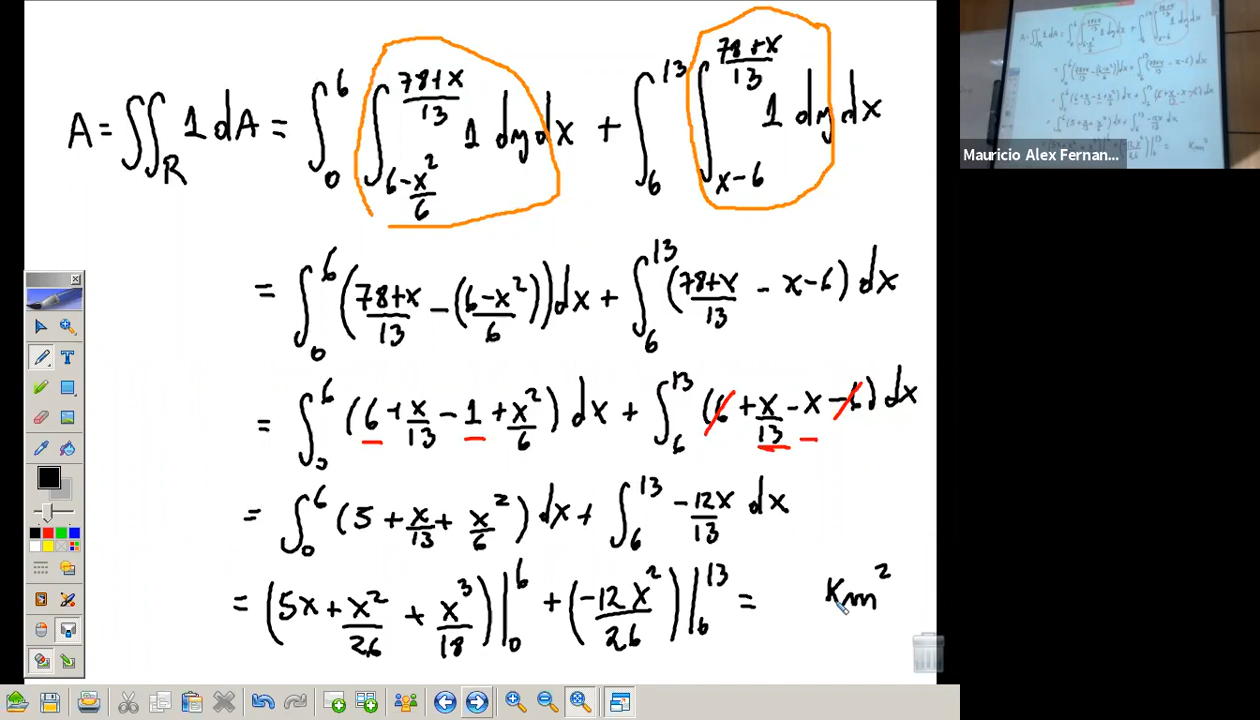 A = ∬_R 1 dA = ∫_0^6 ∫_{6-x²/6}^{78+x/13} 1 dy dx + ∫_6^13 ∫_{x-6}^{78+x/13} 1 dy dx
= ∫_0^6 (78+x/13 - (6-x²/6)) dx + ∫_6^13 (78+x/13 - x-6) dx
= ∫_0^6 (6 + x/13 - 1 + x²/6) dx + ∫_6^13 (6 + x/13 - x - 6) dx
= ∫_0^6 (5 + x/13 + x²/6) dx + ∫_6^13 -12x/13 dx
= (5x + x²/26 + x³/18)|_0^6 + (-12x²/26)|_6^13 = Km²
Mauricio Alex Fernan...